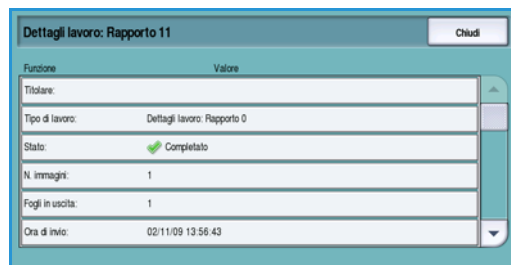 Dettagli lavoro: Rapporto 11
Chiudi
Funzione Valore
Titolare:
Tipo di lavoro: Dettagli lavoro: Rapporto 0
Stato: Completato
N. immagini: 1
Fogli in uscita: 1
Ora di invio: 02/11/09 13:56:43